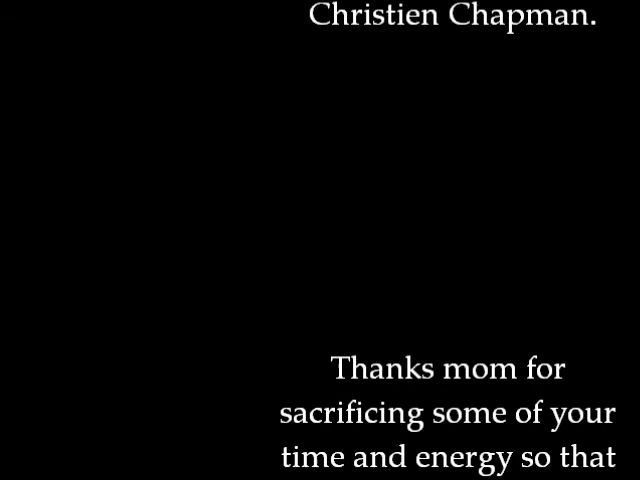 Christien Chapman.
Thanks mom for
sacrificing some of your
time and energy so that